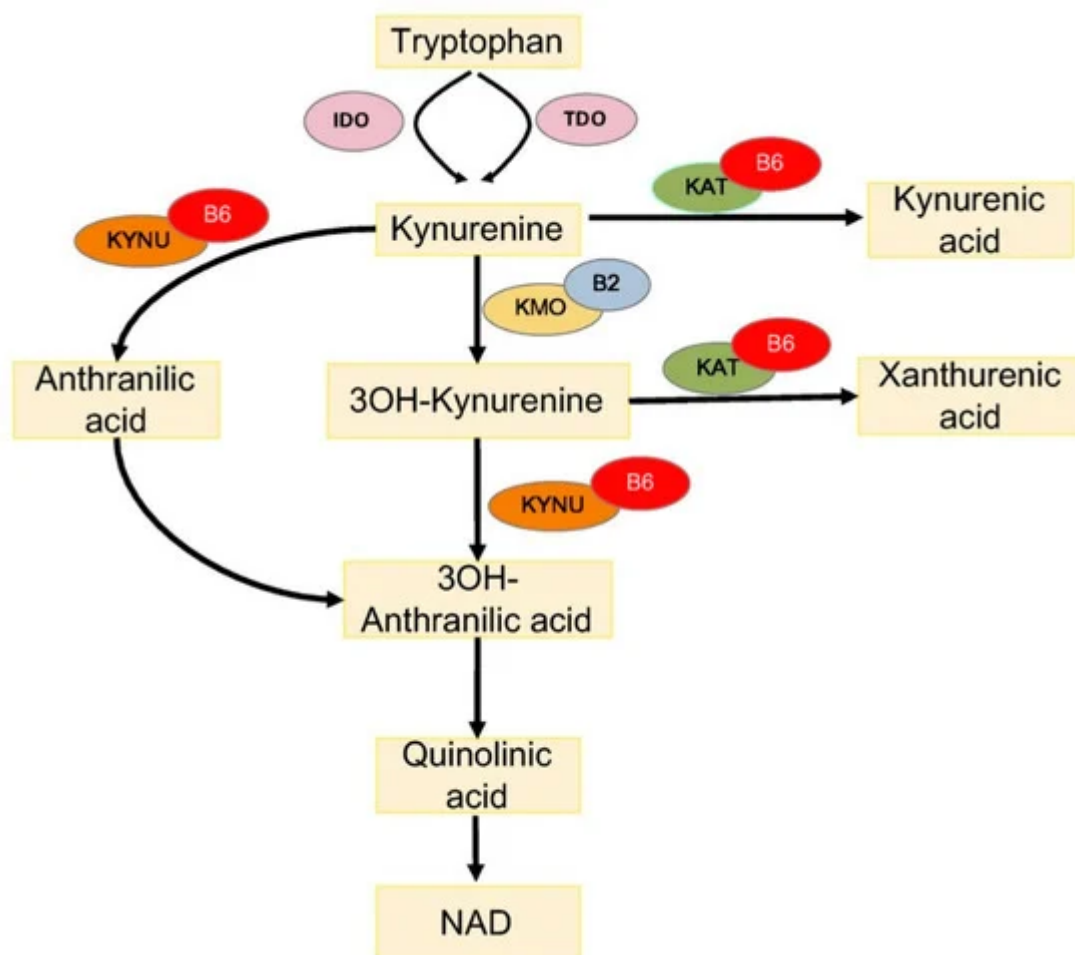 Tryptophan
IDO
TDO
B6
KAT
Kynurenic
acid
B6
KYNU
Kynurenine
B2
KMO
B6
KAT
Anthranilic
acid
3OH-Kynurenine
Xanthurenic
acid
B6
KYNU
3OH-
Anthranilic acid
Quinolinic
acid
NAD